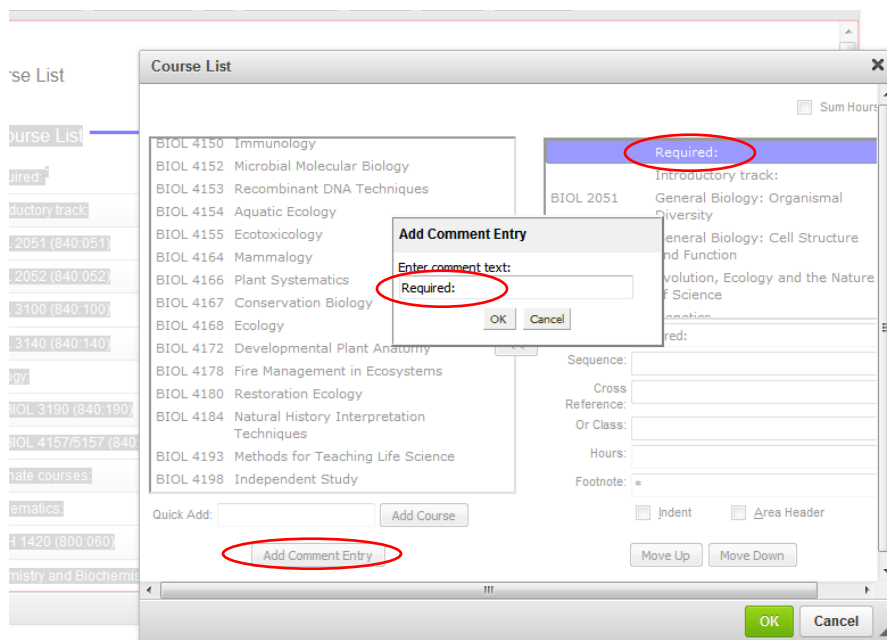 rse List
ourse List
uired: *
ductory track:
2051 (840:051)
2052 (840:052)
3100 (840:100)
3140 (840:140)
ogy:
BIOL 3190 (840:190)
BIOL 4157/5157 (840:
nate courses:
ematics:
H 1420 (800:060)
mistry and Biochemis
Course List
Sum Hours
BIOL 4150 Immunology
BIOL 4152 Microbial Molecular Biology
BIOL 4153 Recombinant DNA Techniques
BIOL 4154 Aquatic Ecology
BIOL 4155 Ecotoxicology
BIOL 4164 Mammalogy
BIOL 4166 Plant Systematics
BIOL 4167 Conservation Biology
BIOL 4168 Ecology
BIOL 4172 Developmental Plant Anatomy
BIOL 4178 Fire Management in Ecosystems
BIOL 4180 Restoration Ecology
BIOL 4184 Natural History Interpretation
Techniques
BIOL 4193 Methods for Teaching Life Science
BIOL 4198 Independent Study
Quick Add:
Add Course
Add Comment Entry
Add Comment Entry
Enter comment text:
Required:
OK Cancel
Required:
Introductory track:
BIOL 2051 General Biology: Organismal
Diversity
eneral Biology: Cell Structure
nd Function
volution, Ecology and the Nature
f Science
Genetics
red:
Sequence:
Cross
Reference:
Or Class:
Hours:
Footnote: *
Indent Area Header
Move Up Move Down
OK Cancel